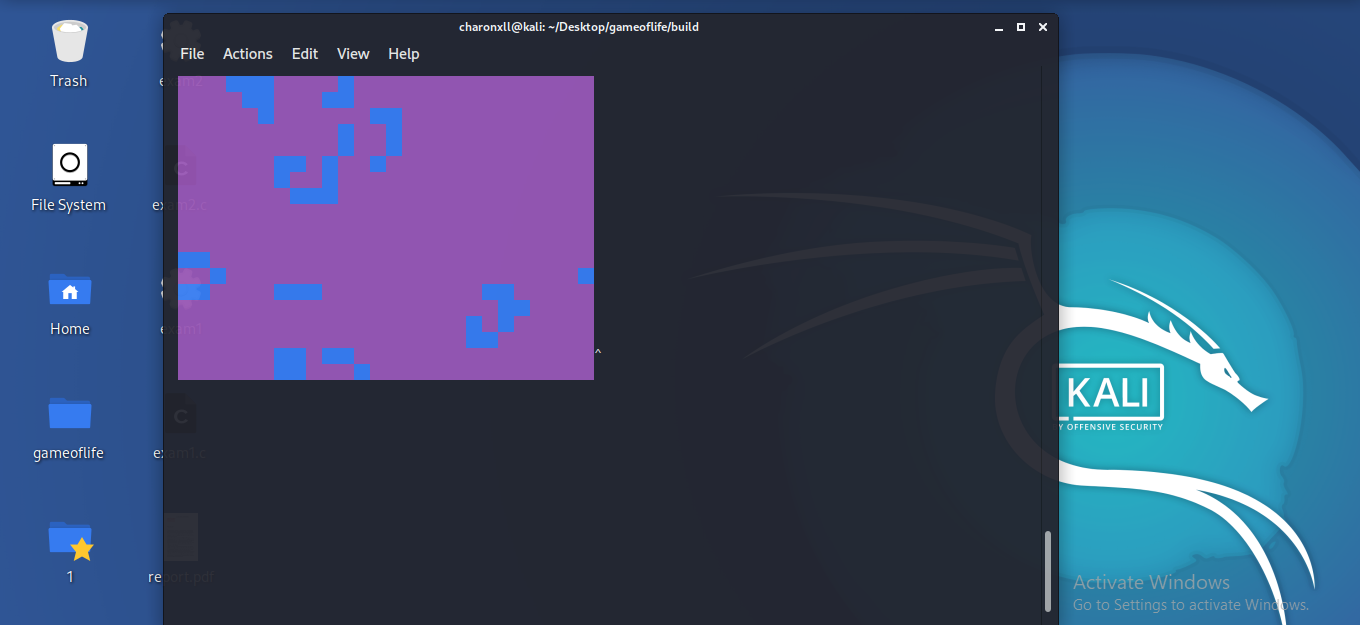 charonxll@kali: ~/Desktop/gameoflife/build
File Actions Edit View Help
Trash
exam2
File System
exam2.c
Home
exam1
^
KALI
BY OFFENSIVE SECURITY
gameoflife
exam1.c
1
report.pdf
Activate Windows
Go to Settings to activate Windows.